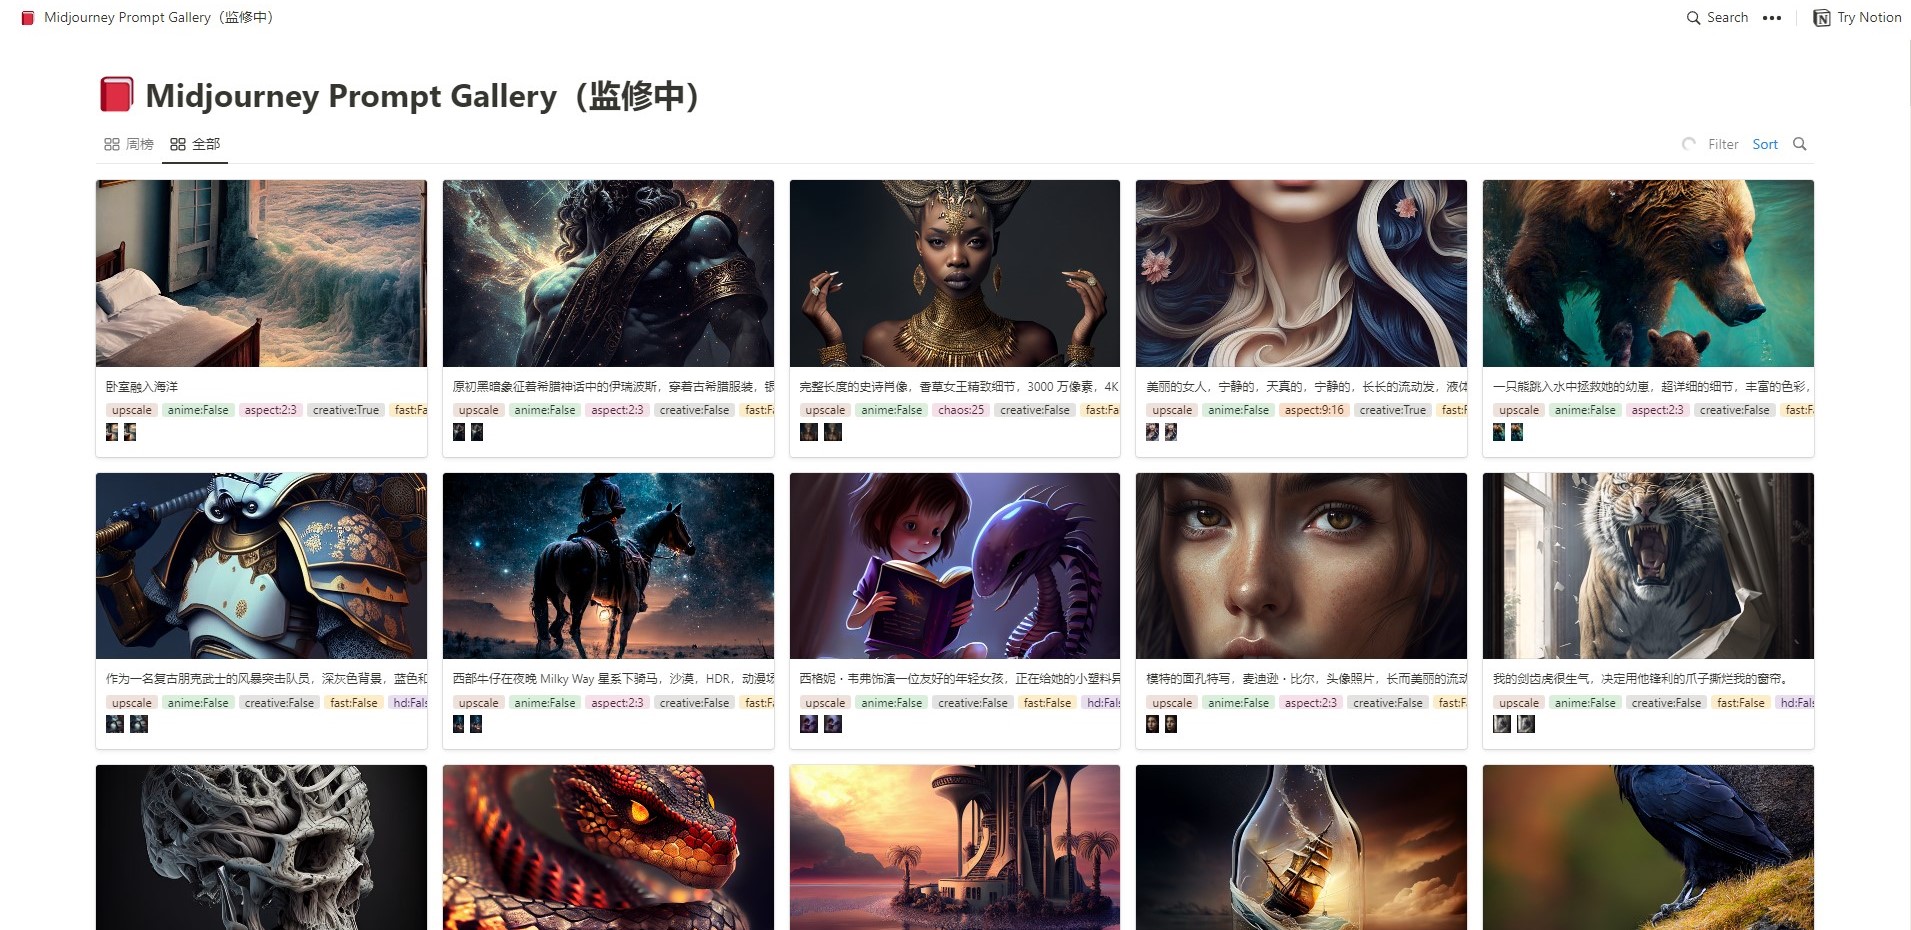 Midjourney Prompt Gallery（监修中）
Search
Try Notion
Midjourney Prompt Gallery（监修中）
周榜
全部
Filter
Sort
卧室融入海洋
upscale anime:False aspect:2:3 creative:True fast:Fa
原初黑暗象征着希腊神话中的伊瑞波斯，穿着古希腊服装，银
upscale anime:False aspect:2:3 creative:False fast:Fa
完整长度的史诗肖像，香草女王精致细节，3000 万像素，4K
upscale anime:False chaos:25 creative:False fast:Fa
美丽的女人，宁静的，天真的，宁静的，长长的流动发，液体
upscale anime:False aspect:9:16 creative:True fast:F
一只熊跳入水中拯救她的幼崽，超详细的细节，丰富的色彩，
upscale anime:False aspect:2:3 creative:False fast:F
作为一名复古朋克武士的风暴突击队员，深灰色背景，蓝色和
upscale anime:False creative:False fast:False hd:Fals
西部牛仔在夜晚 Milky Way 星系下骑马，沙漠，HDR，动漫场
upscale anime:False aspect:2:3 creative:False fast:Fa
西格妮·韦弗饰演一位友好的年轻女孩，正在给她的小塑料异
upscale anime:False creative:False fast:False hd:Fals
模特的面孔特写，麦迪逊·比尔，头像照片，长而美丽的流动
upscale anime:False aspect:2:3 creative:False fast:F
我的剑齿虎很生气，决定用他锋利的爪子撕烂我的窗帘。
upscale anime:False creative:False fast:False hd:Fals